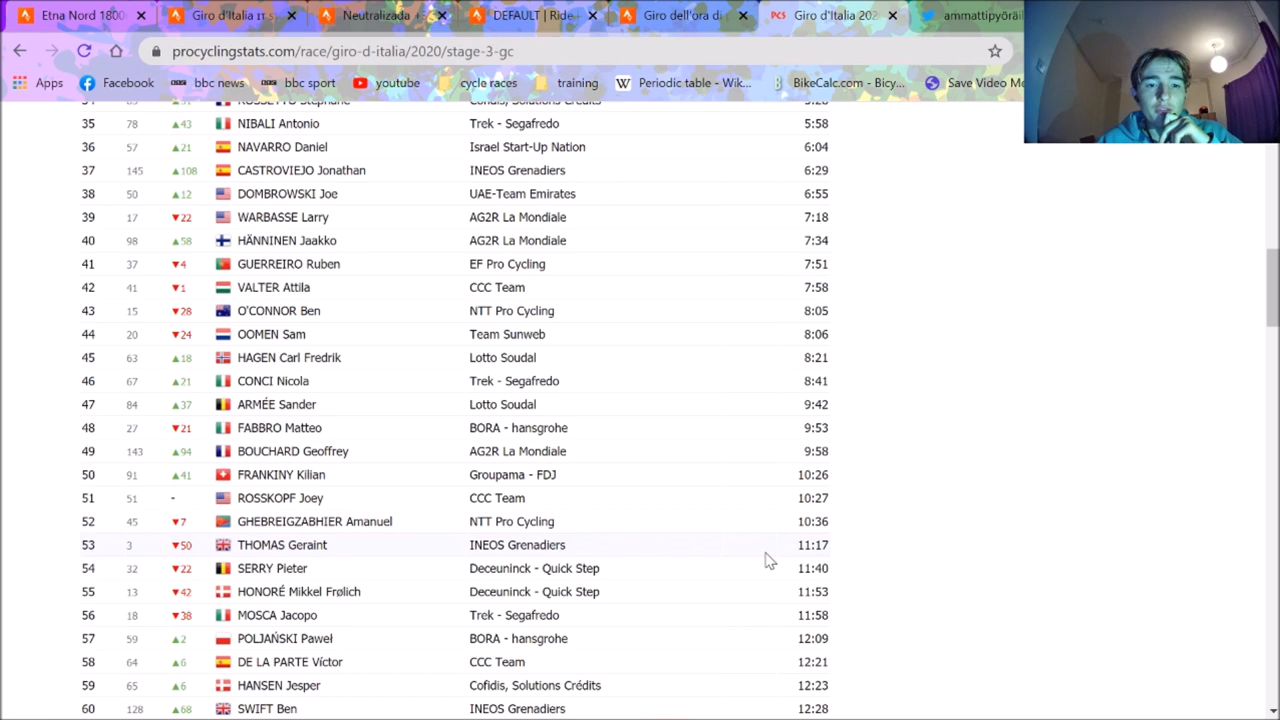 Etna Nord 1800
Giro d'Italia
Neutralizada
DEFAULT | Ride
Giro dell'ora di
Giro d'Italia 202
ammattipyöräil
procyclingstats.com/race/giro-d-italia/2020/stage-3-gc
Apps Facebook bbc news bbc sport youtube cycle races training Periodic table - Wik... BikeCalc.com - Bicy... Save Video Me
ROSSETTO Stéphane Cofidis, Solutions Crédits
35 78 ▲43 NIBALI Antonio Trek - Segafredo 5:58
36 57 ▲21 NAVARRO Daniel Israel Start-Up Nation 6:04
37 145 ▲108 CASTROVIEJO Jonathan INEOS Grenadiers 6:29
38 50 ▲12 DOMBROWSKI Joe UAE-Team Emirates 6:55
39 17 ▼22 WARBASSE Larry AG2R La Mondiale 7:18
40 98 ▲58 HÄNNINEN Jaakko AG2R La Mondiale 7:34
41 37 ▼4 GUERREIRO Ruben EF Pro Cycling 7:51
42 41 ▼1 VALTER Attila CCC Team 7:58
43 15 ▼28 O'CONNOR Ben NTT Pro Cycling 8:05
44 20 ▼24 OOMEN Sam Team Sunweb 8:06
45 63 ▲18 HAGEN Carl Fredrik Lotto Soudal 8:21
46 67 ▲21 CONCI Nicola Trek - Segafredo 8:41
47 84 ▲37 ARMÉE Sander Lotto Soudal 9:42
48 27 ▼21 FABBRO Matteo BORA - hansgrohe 9:53
49 143 ▲94 BOUCHARD Geoffrey AG2R La Mondiale 9:58
50 91 ▲41 FRANKINY Kilian Groupama - FDJ 10:26
51 51 - ROSSKOPF Joey CCC Team 10:27
52 45 ▼7 GHEBREIGZABHIER Amanuel NTT Pro Cycling 10:36
53 3 ▼50 THOMAS Geraint INEOS Grenadiers 11:17
54 32 ▼22 SERRY Pieter Deceuninck - Quick Step 11:40
55 13 ▼42 HONORÉ Mikkel Frølich Deceuninck - Quick Step 11:53
56 18 ▼38 MOSCA Jacopo Trek - Segafredo 11:58
57 59 ▲2 POLJAŃSKI Paweł BORA - hansgrohe 12:09
58 64 ▲6 DE LA PARTE Víctor CCC Team 12:21
59 65 ▲6 HANSEN Jesper Cofidis, Solutions Crédits 12:23
60 128 ▲68 SWIFT Ben INEOS Grenadiers 12:28